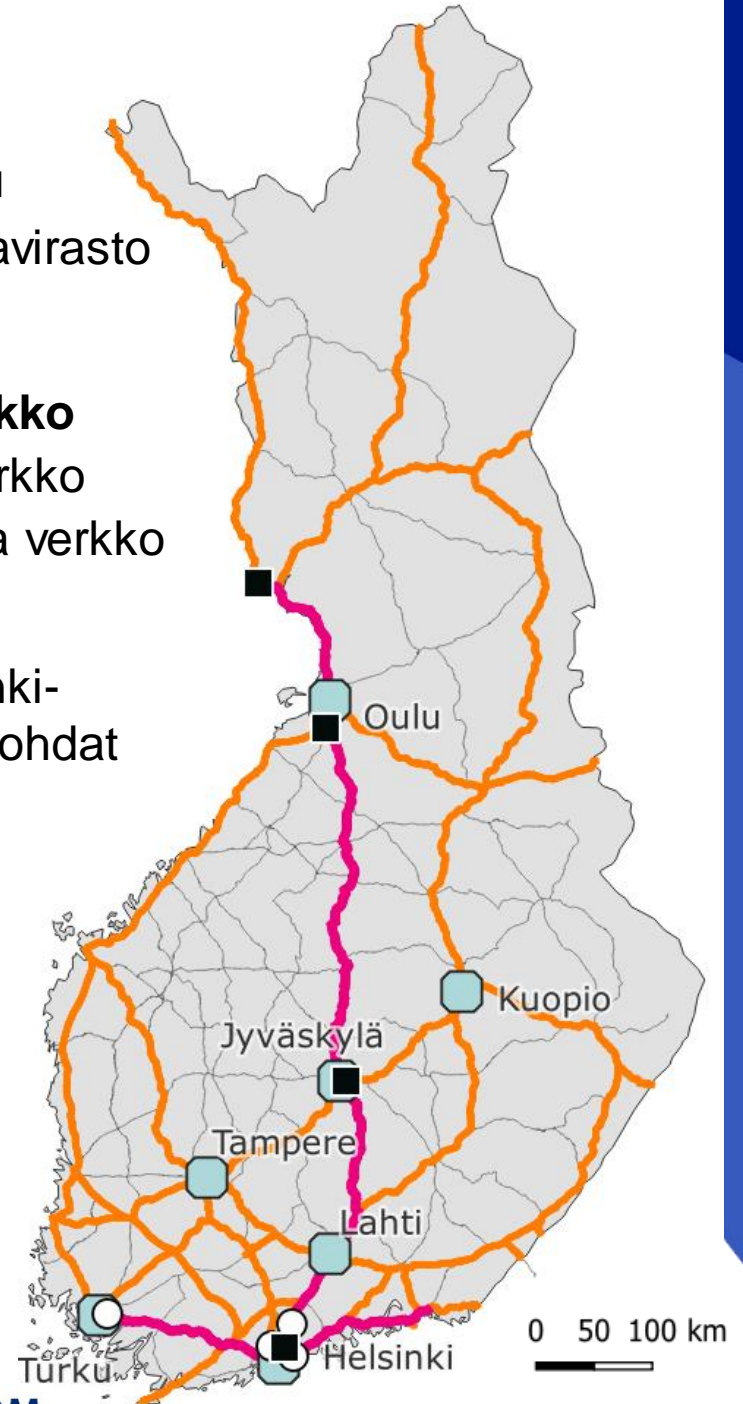 avirasto
kko
rkko
a verkko
nki-
ohdat
Oulu
Kuopio
Jyväskylä
Tampere
Lahti
Turku
Helsinki
0 50 100 km